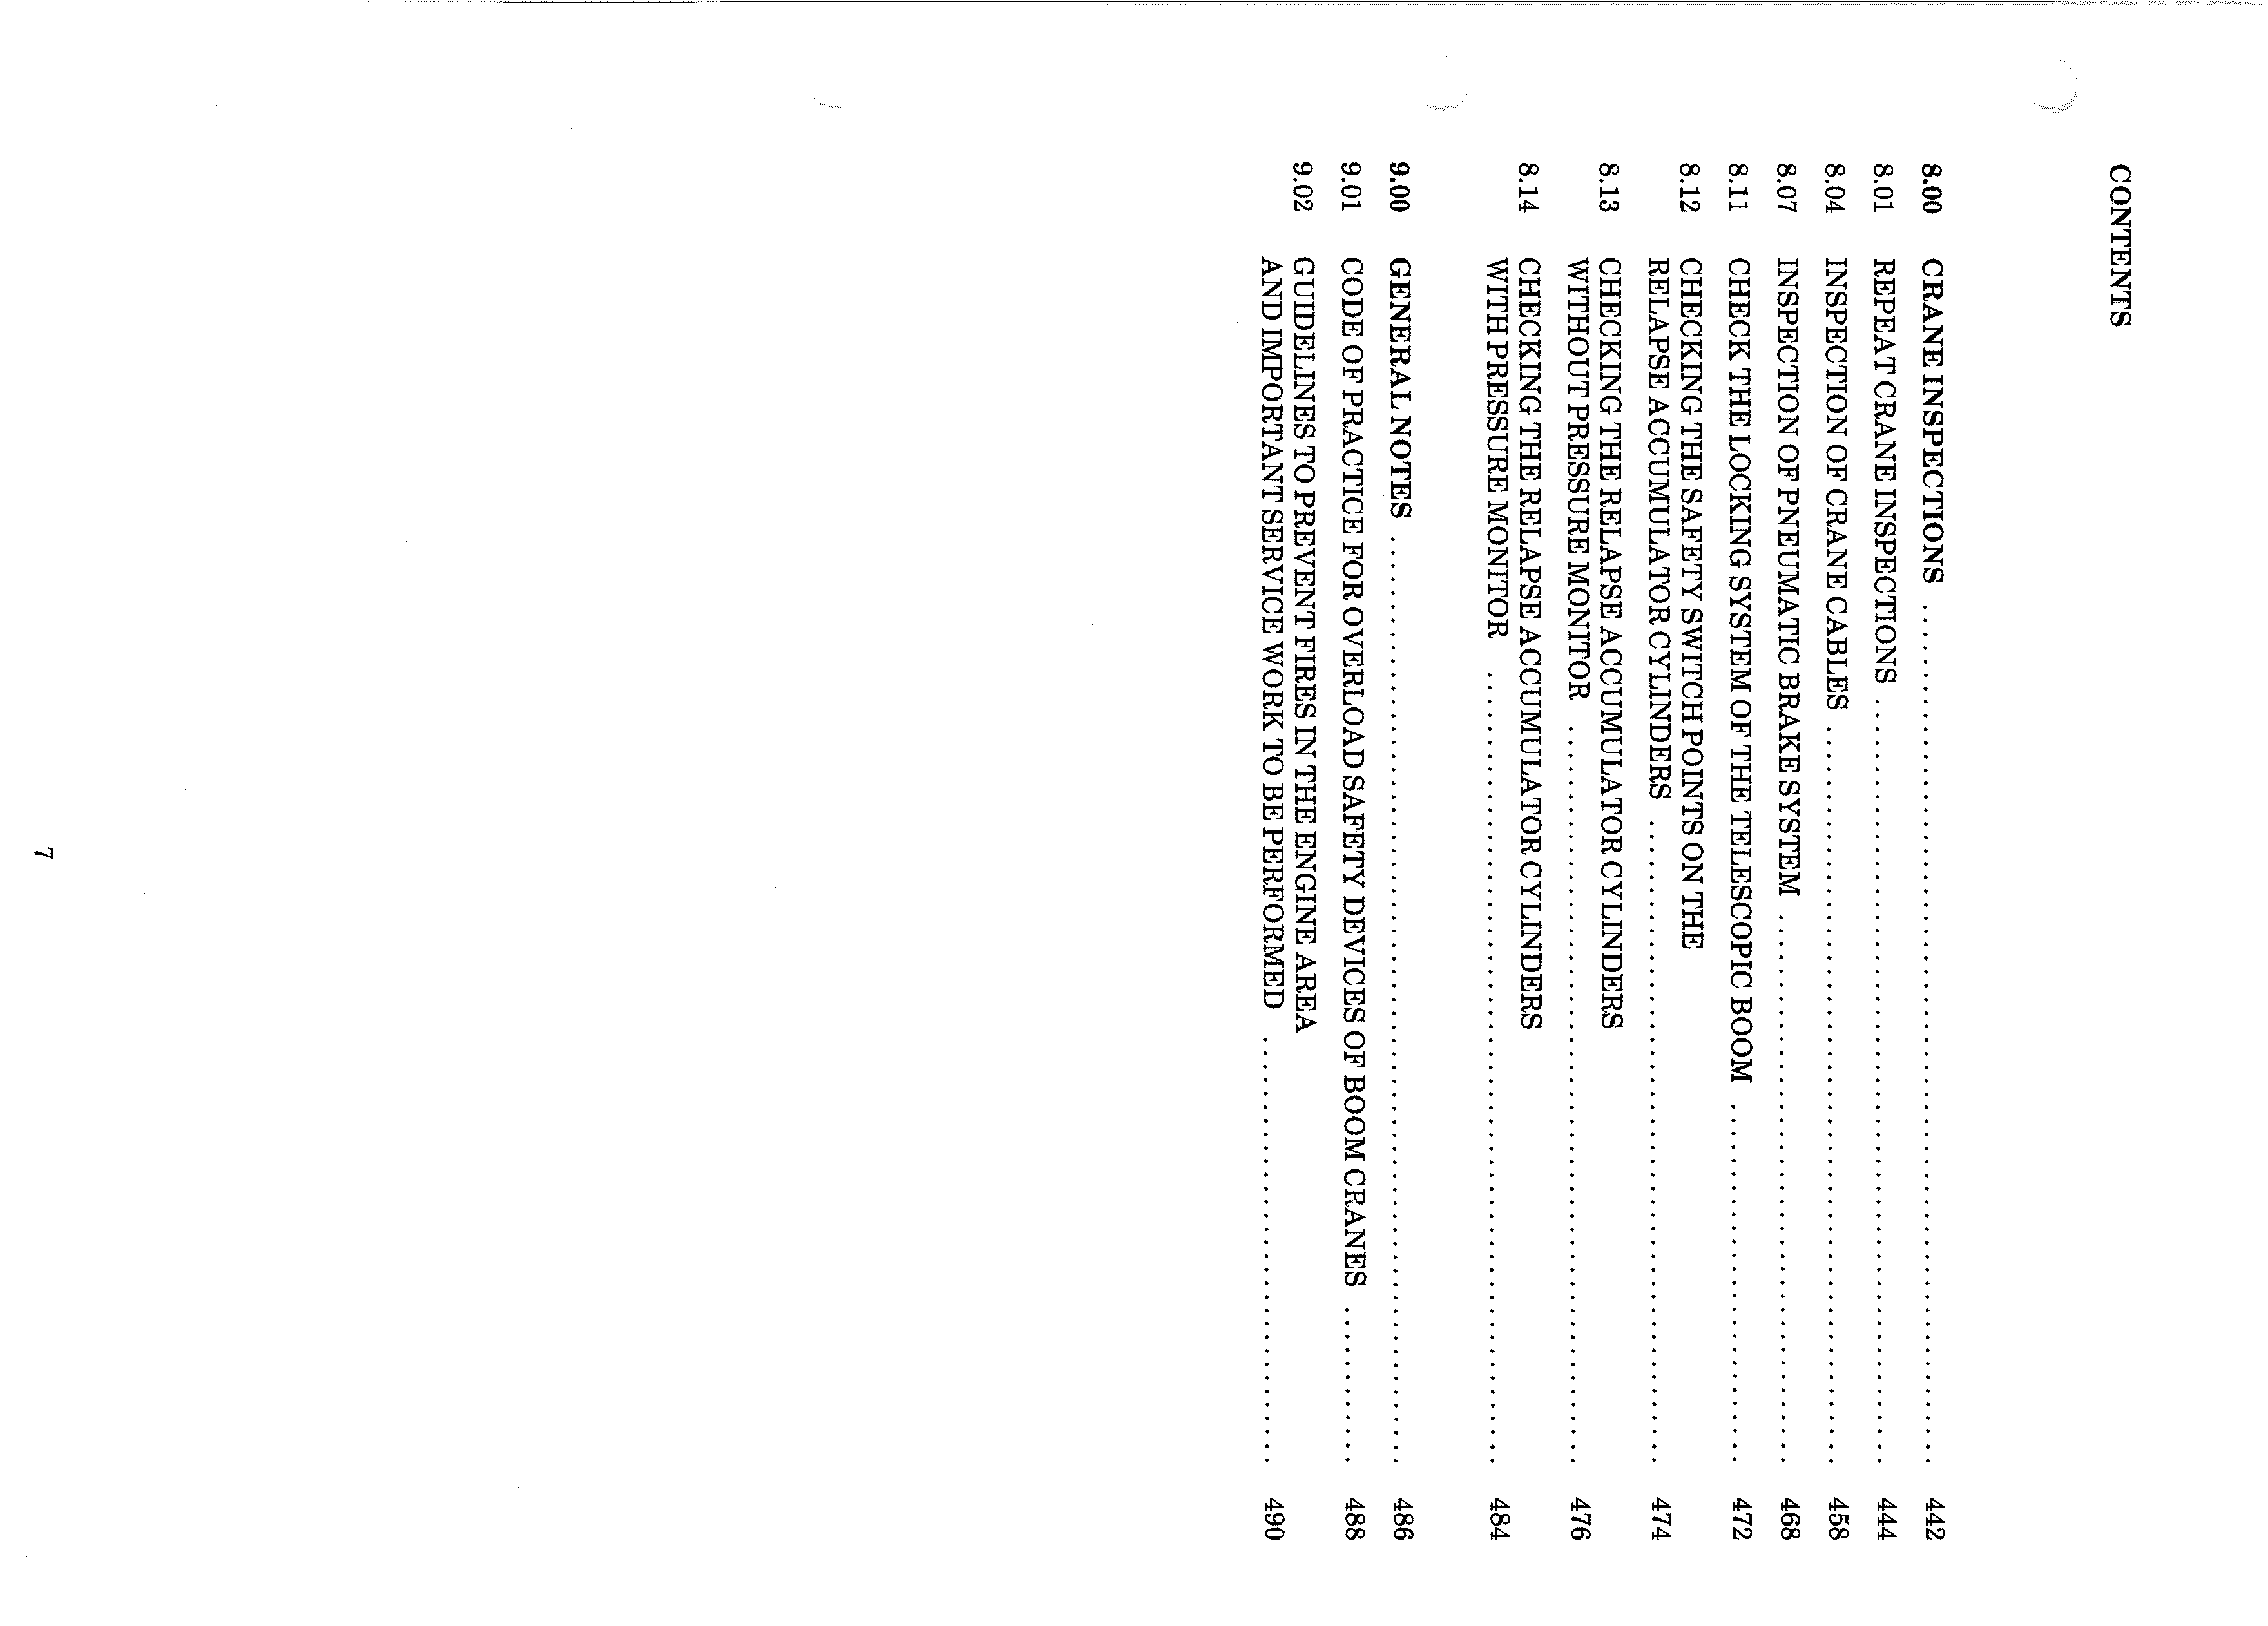 CONTENTS
8.00 CRANE INSPECTIONS ........................................ 442
8.01 REPEAT CRANE INSPECTIONS ........................................ 444
8.04 INSPECTION OF CRANE CABLES ........................................ 458
8.07 INSPECTION OF PNEUMATIC BRAKE SYSTEM ........................................ 468
8.11 CHECK THE LOCKING SYSTEM OF THE TELESCOPIC BOOM ........................................ 472
8.12 CHECKING THE SAFETY SWITCH POINTS ON THE
RELAPSE ACCUMULATOR CYLINDERS ........................................ 474
8.13 CHECKING THE RELAPSE ACCUMULATOR CYLINDERS
WITHOUT PRESSURE MONITOR ........................................ 476
8.14 CHECKING THE RELAPSE ACCUMULATOR CYLINDERS
WITH PRESSURE MONITOR ........................................ 484
9.00 GENERAL NOTES ........................................ 486
9.01 CODE OF PRACTICE FOR OVERLOAD SAFETY DEVICES OF BOOM CRANES ............ 488
9.02 GUIDELINES TO PREVENT FIRES IN THE ENGINE AREA
AND IMPORTANT SERVICE WORK TO BE PERFORMED ................ 490
7